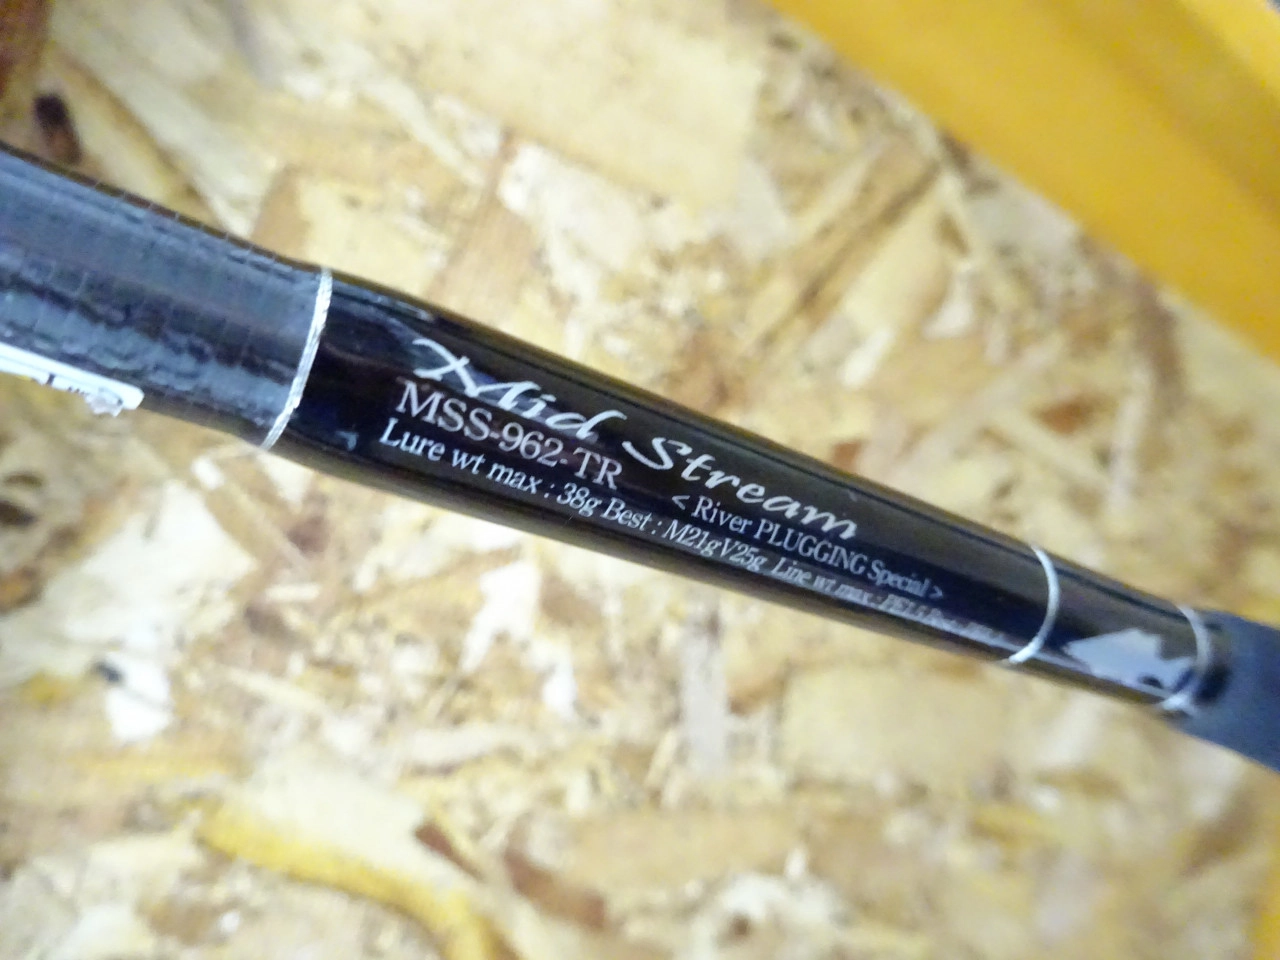 Mid Stream
MSS-962-TR
< River PLUGGING Special >
Lure wt max : 38g Best : M21gV25g Line wt max :